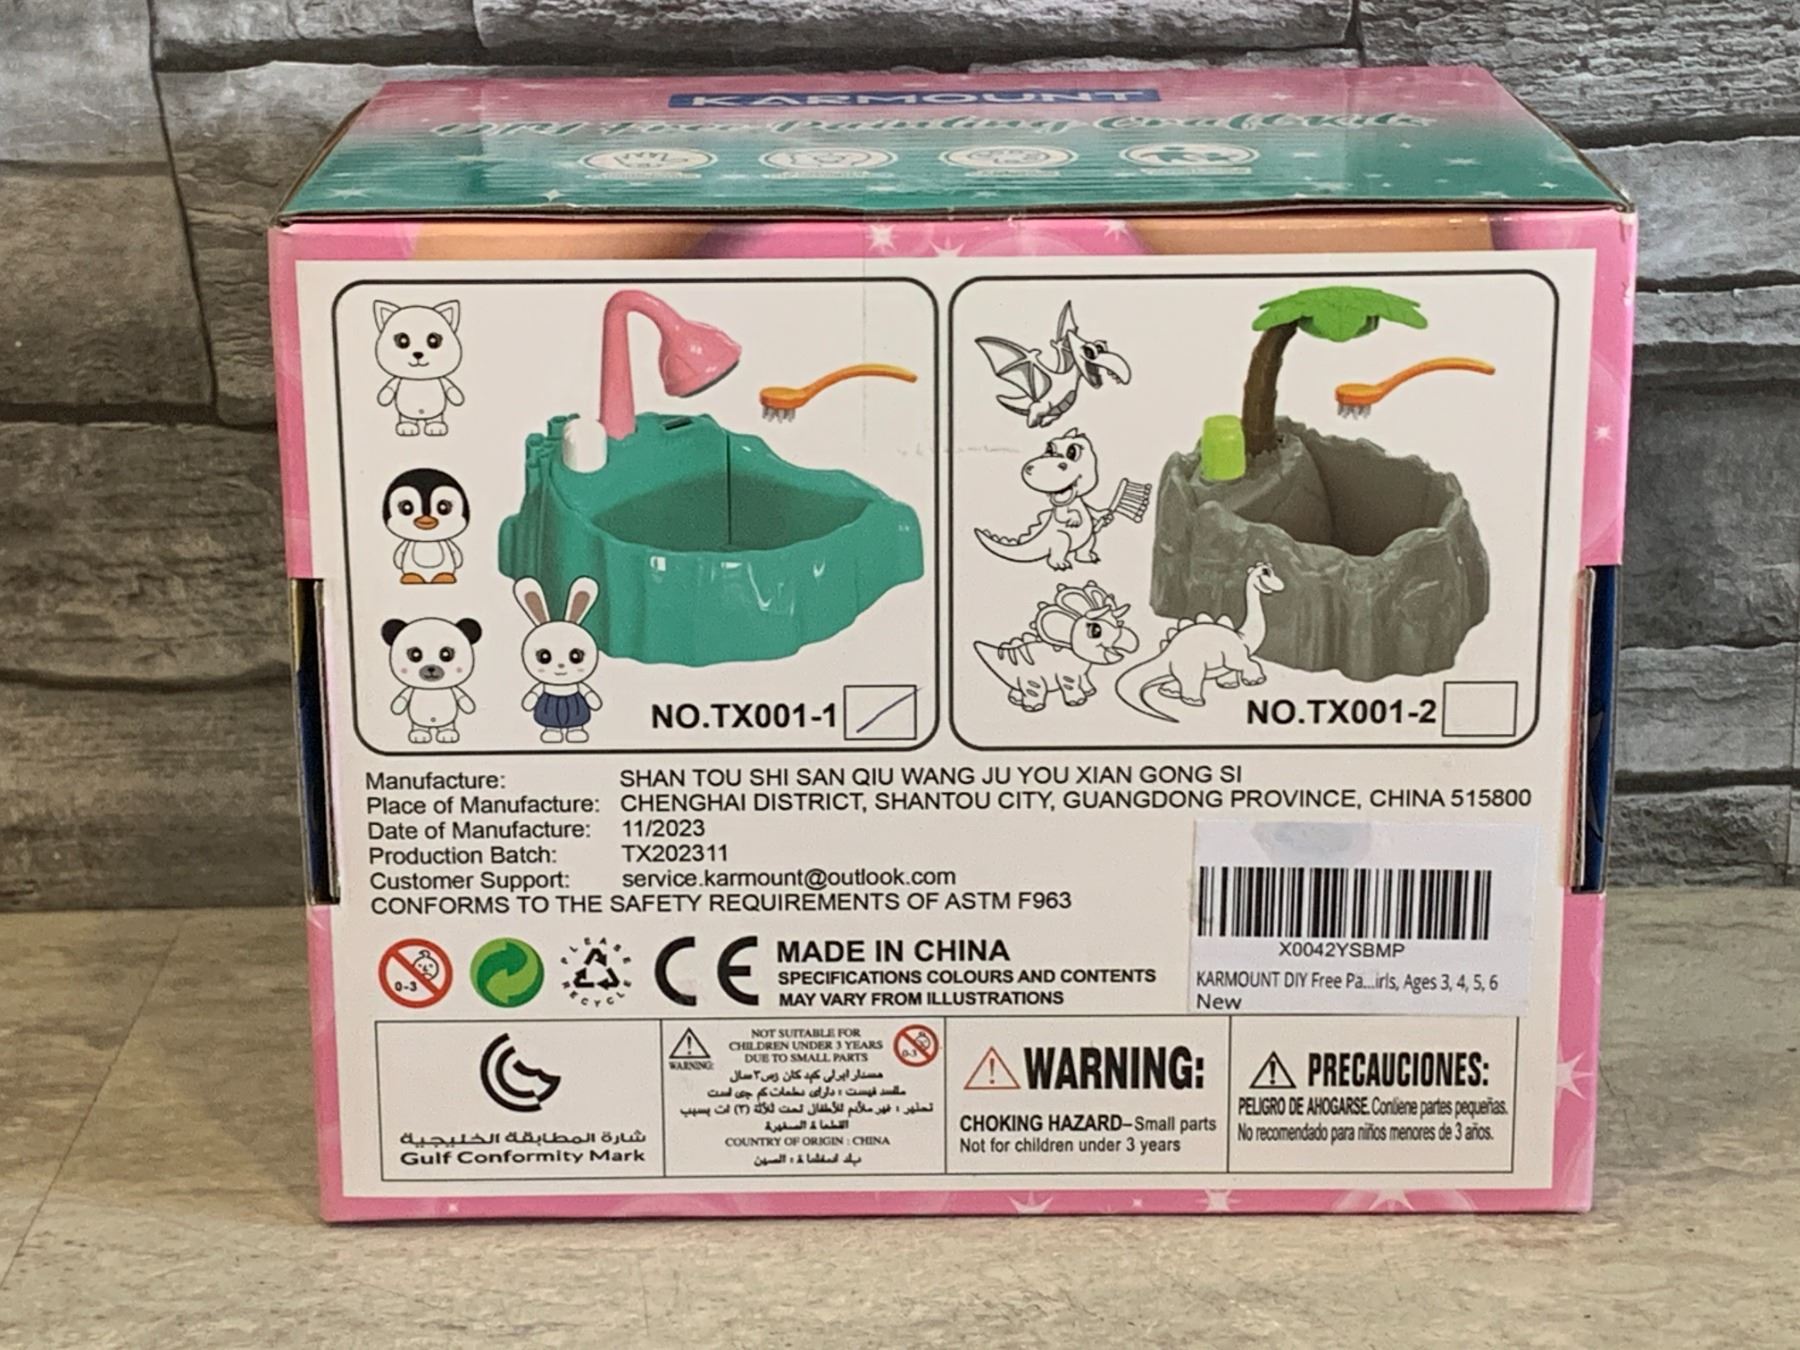 KARMOUNT
DIY Free Painting Craft Kits
NO.TX001-1
NO.TX001-2
Manufacture: SHAN TOU SHI SAN QIU WANG JU YOU XIAN GONG SI
Place of Manufacture: CHENGHAI DISTRICT, SHANTOU CITY, GUANGDONG PROVINCE, CHINA 515800
Date of Manufacture: 11/2023
Production Batch: TX202311
Customer Support: service.karmount@outlook.com
CONFORMS TO THE SAFETY REQUIREMENTS OF ASTM F963
X0042YSBMP
KARMOUNT DIY Free Pa...irls, Ages 3, 4, 5, 6
New
0-3
PLEASE RECYCLE
CE
MADE IN CHINA
SPECIFICATIONS COLOURS AND CONTENTS
MAY VARY FROM ILLUSTRATIONS
شارة المطابقة الخليجية
Gulf Conformity Mark
WARNING:
NOT SUITABLE FOR
CHILDREN UNDER 3 YEARS
DUE TO SMALL PARTS
0-3
COUNTRY OF ORIGIN : CHINA
WARNING:
CHOKING HAZARD–Small parts
Not for children under 3 years
PRECAUCIONES:
PELIGRO DE AHOGARSE. Contiene partes pequeñas.
No recomendado para niños menores de 3 años.